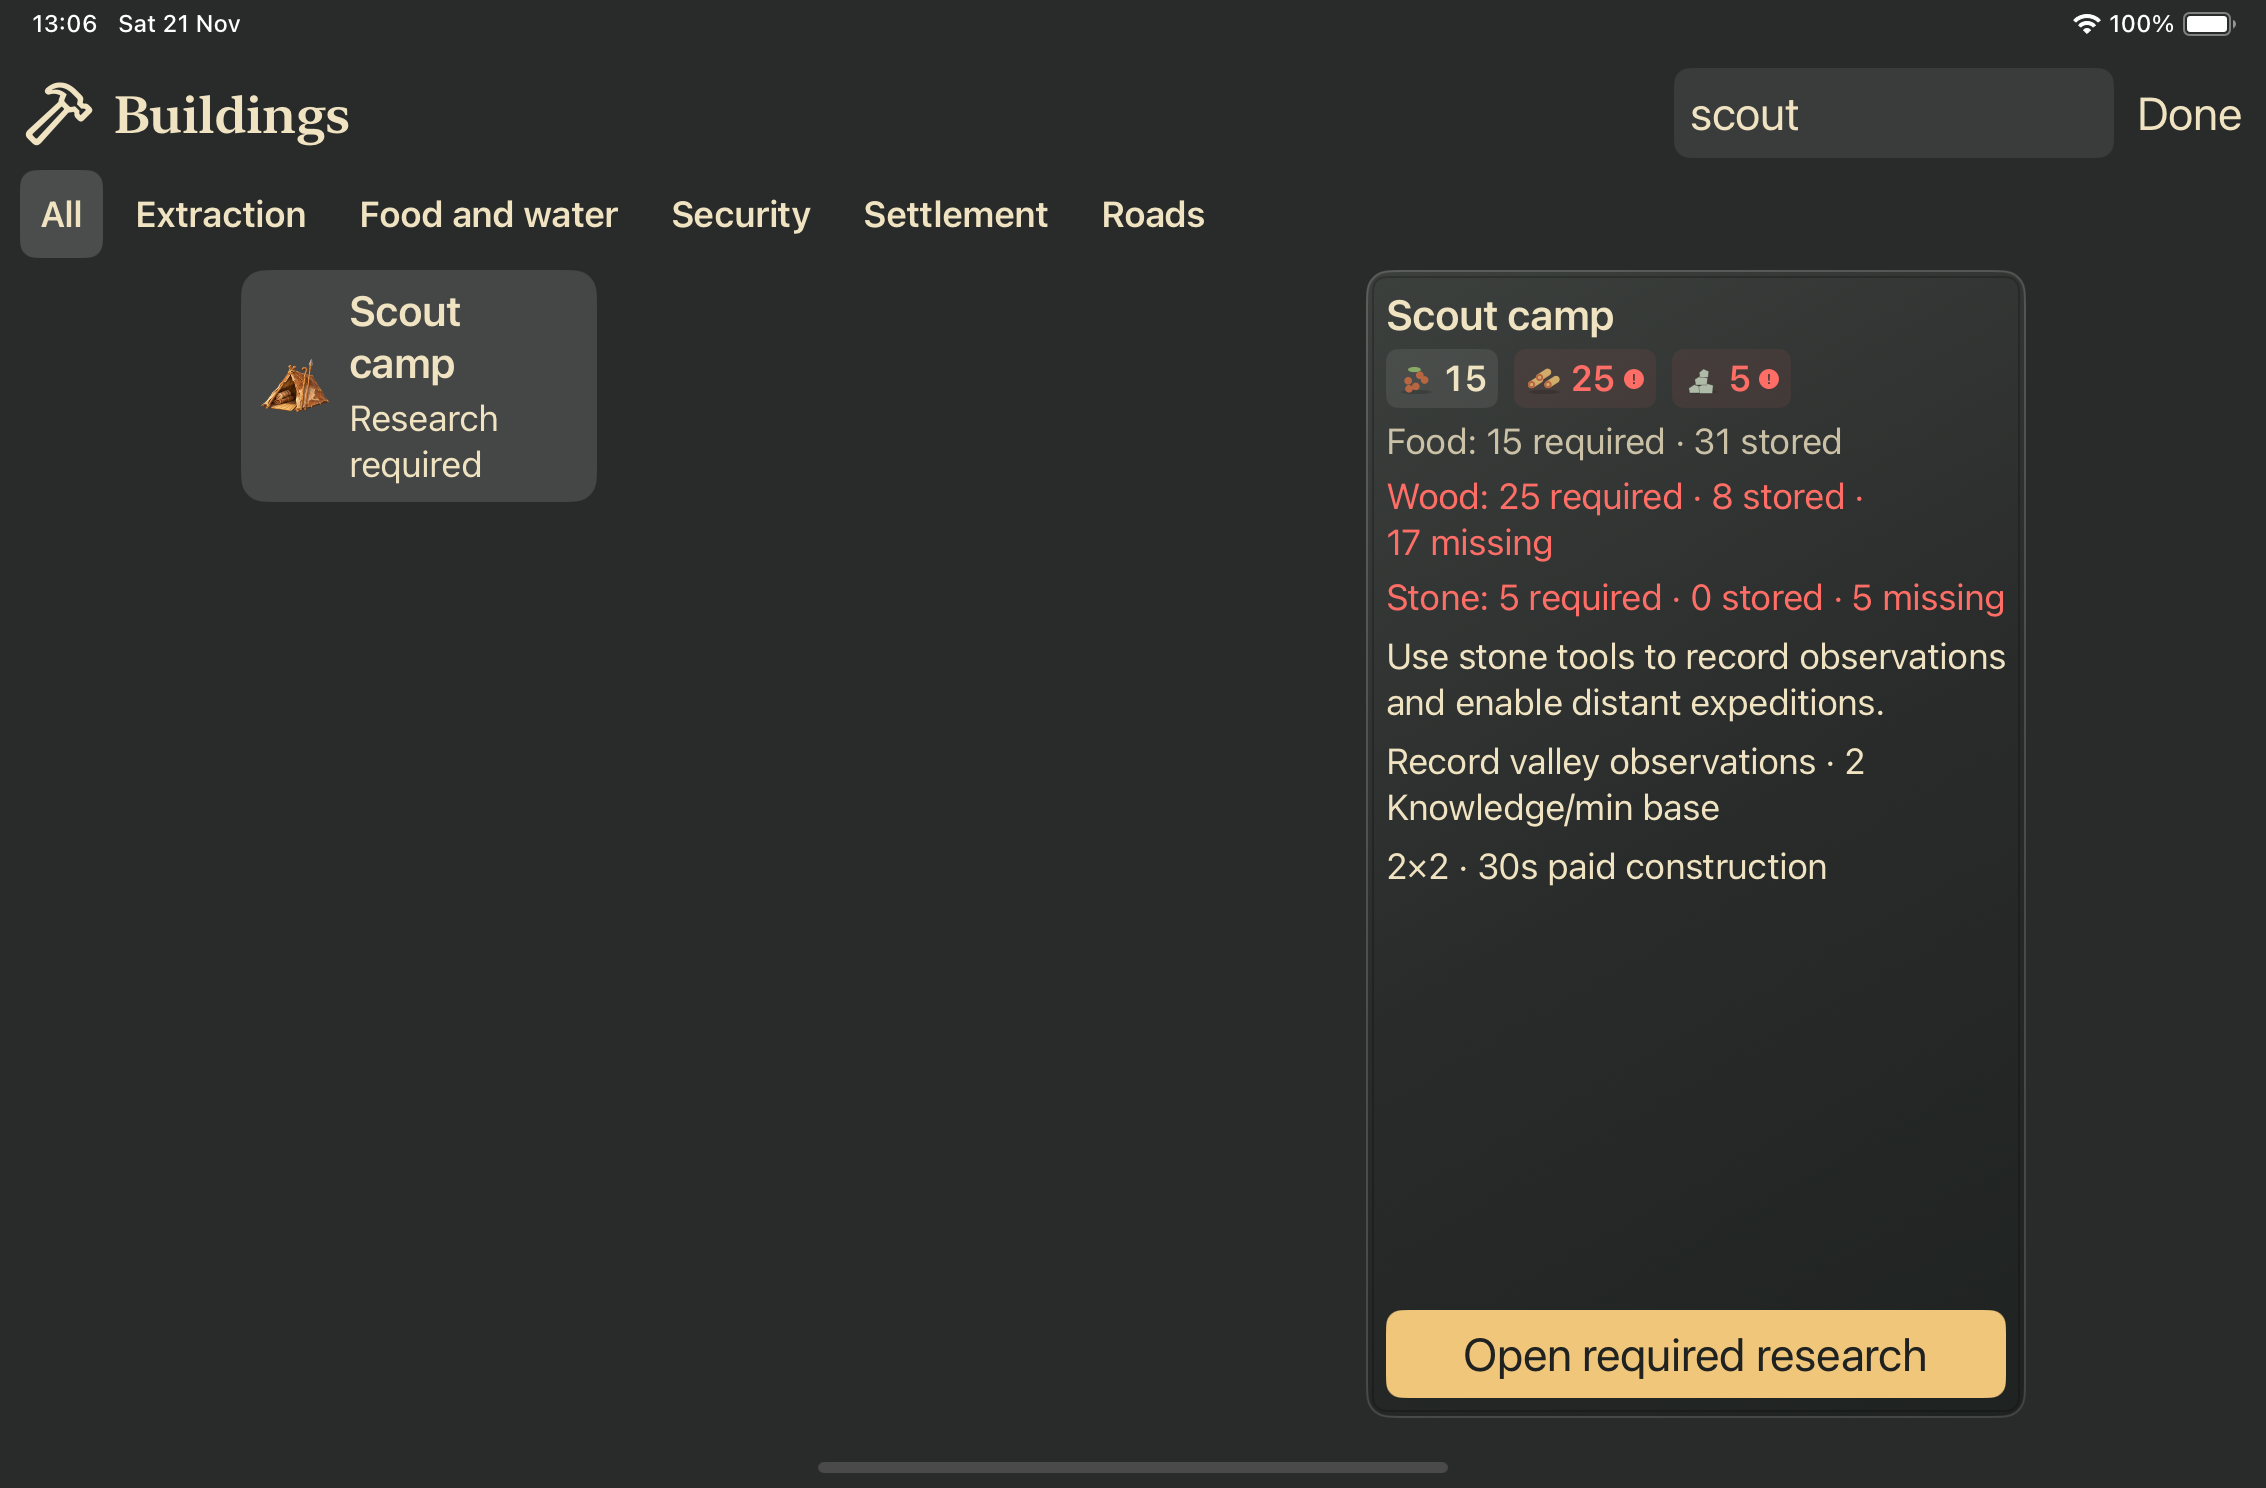 13:06 Sat 21 Nov
100%
Buildings
scout
Done
All
Extraction
Food and water
Security
Settlement
Roads
Scout
camp
Research
required
Scout camp
15
25
5
Food: 15 required · 31 stored
Wood: 25 required · 8 stored ·
17 missing
Stone: 5 required · 0 stored · 5 missing
Use stone tools to record observations
and enable distant expeditions.
Record valley observations · 2
Knowledge/min base
2×2 · 30s paid construction
Open required research